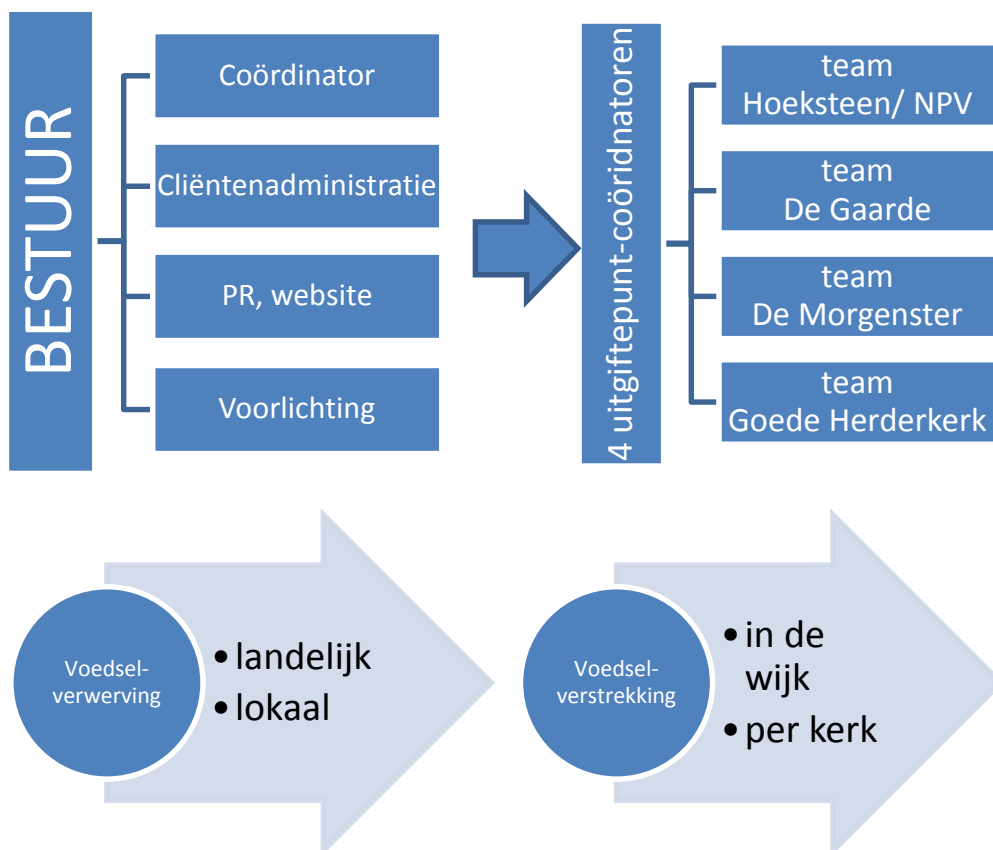 BESTUUR
Coördinator
Cliëntenadministratie
PR, website
Voorlichting
4 uitgiftepunt-coöridnatoren
team
Hoeksteen/ NPV
team
De Gaarde
team
De Morgenster
team
Goede Herderkerk
Voedsel-
verwerving
• landelijk
• lokaal
Voedsel-
verstrekking
• in de
wijk
• per kerk